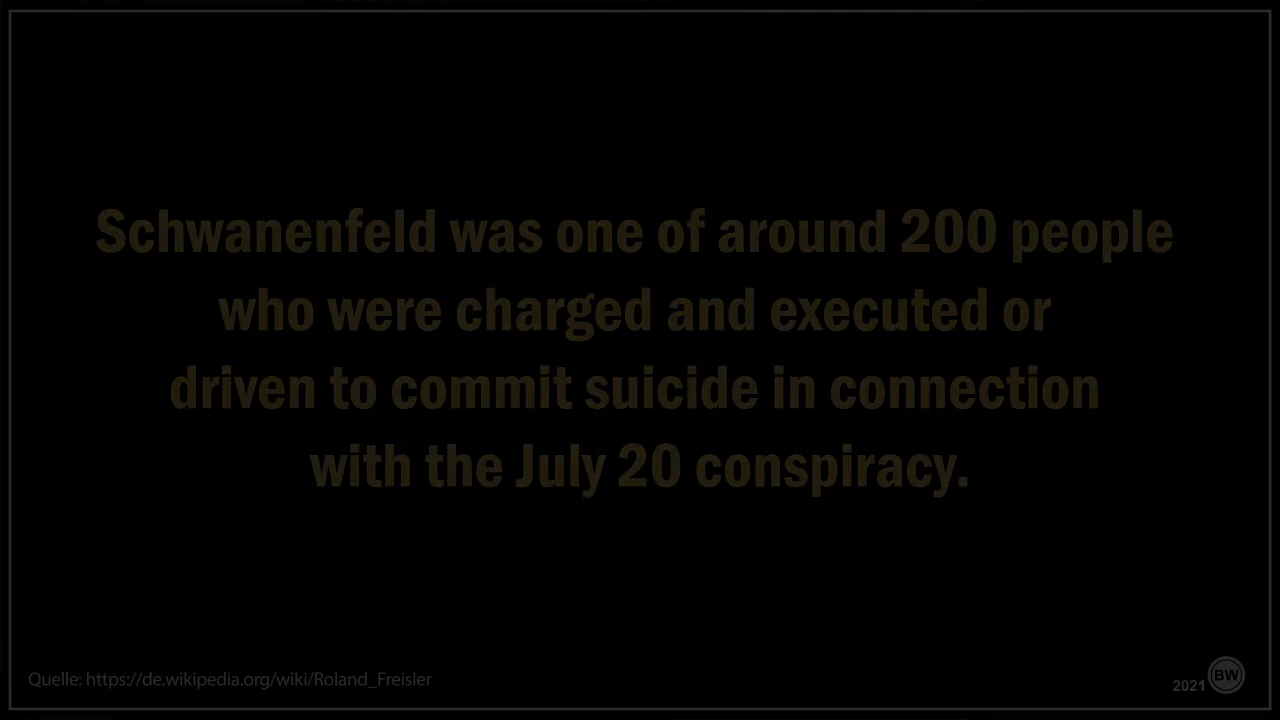 Schwanenfeld was one of around 200 people
who were charged and executed or
driven to commit suicide in connection
with the July 20 conspiracy.
Quelle: https://de.wikipedia.org/wiki/Roland_Freisler
2021 BW